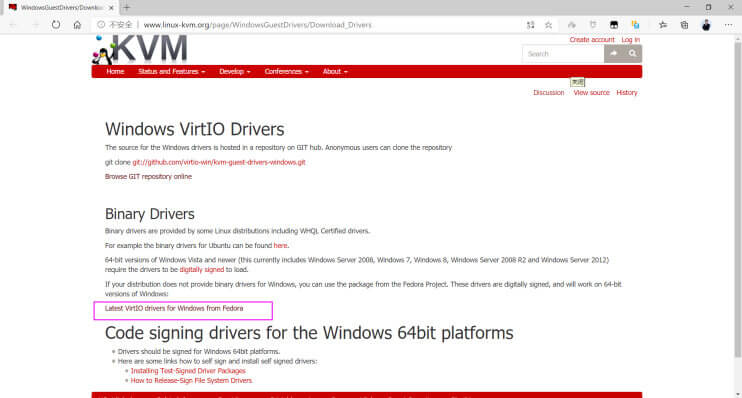 WindowsGuestDrivers/Downloa
不安全 | www.linux-kvm.org/page/WindowsGuestDrivers/Download_Drivers
KVM
Create account Log in
Search
Home Status and Features Develop Conferences About
关闭
Discussion View source History
Windows VirtIO Drivers
The source for the Windows drivers is hosted in a repository on GIT hub. Anonymous users can clone the repository
git clone git://github.com/virtio-win/kvm-guest-drivers-windows.git
Browse GIT repository online
Binary Drivers
Binary drivers are provided by some Linux distributions including WHQL Certified drivers.
For example the binary drivers for Ubuntu can be found here.
64-bit versions of Windows Vista and newer (this currently includes Windows Server 2008, Windows 7, Windows 8, Windows Server 2008 R2 and Windows Server 2012)
require the drivers to be digitally signed to load.
If your distribution does not provide binary drivers for Windows, you can use the package from the Fedora Project. These drivers are digitally signed, and will work on 64-bit
versions of Windows:
Latest VirtIO drivers for Windows from Fedora
Code signing drivers for the Windows 64bit platforms
Drivers should be signed for Windows 64bit platforms.
Here are some links how to self sign and install self signed drivers:
Installing Test-Signed Driver Packages
How to Release-Sign File System Drivers